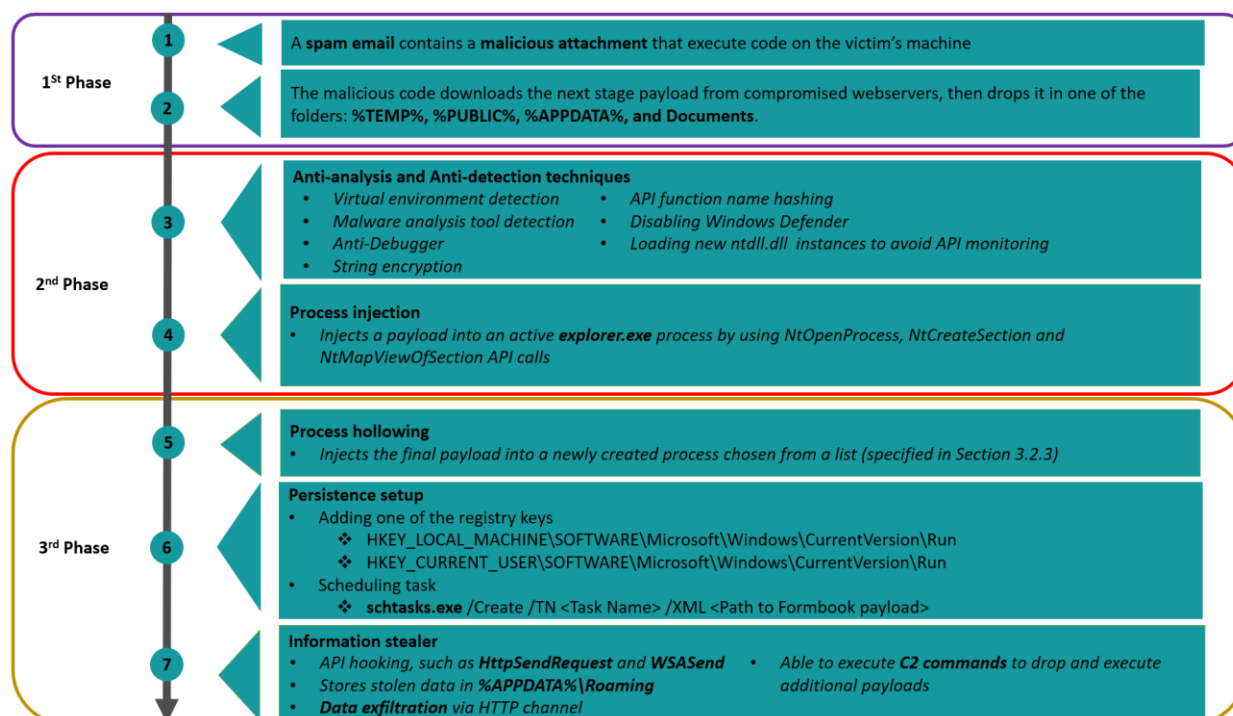 1
A spam email contains a malicious attachment that execute code on the victim's machine
1St Phase
2
The malicious code downloads the next stage payload from compromised webservers, then drops it in one of the
folders: %TEMP%, %PUBLIC%, %APPDATA%, and Documents.
2nd Phase
3
Anti-analysis and Anti-detection techniques
• Virtual environment detection
• Malware analysis tool detection
• Anti-Debugger
• String encryption
• API function name hashing
• Disabling Windows Defender
• Loading new ntdll.dll instances to avoid API monitoring
4
Process injection
• Injects a payload into an active explorer.exe process by using NtOpenProcess, NtCreateSection and
NtMapViewOfSection API calls
3rd Phase
5
Process hollowing
• Injects the final payload into a newly created process chosen from a list (specified in Section 3.2.3)
6
Persistence setup
• Adding one of the registry keys
❖ HKEY_LOCAL_MACHINE\SOFTWARE\Microsoft\Windows\CurrentVersion\Run
❖ HKEY_CURRENT_USER\SOFTWARE\Microsoft\Windows\CurrentVersion\Run
• Scheduling task
❖ schtasks.exe /Create /TN <Task Name> /XML <Path to Formbook payload>
7
Information stealer
• API hooking, such as HttpSendRequest and WSASend
• Stores stolen data in %APPDATA%\Roaming
• Data exfiltration via HTTP channel
• Able to execute C2 commands to drop and execute
additional payloads